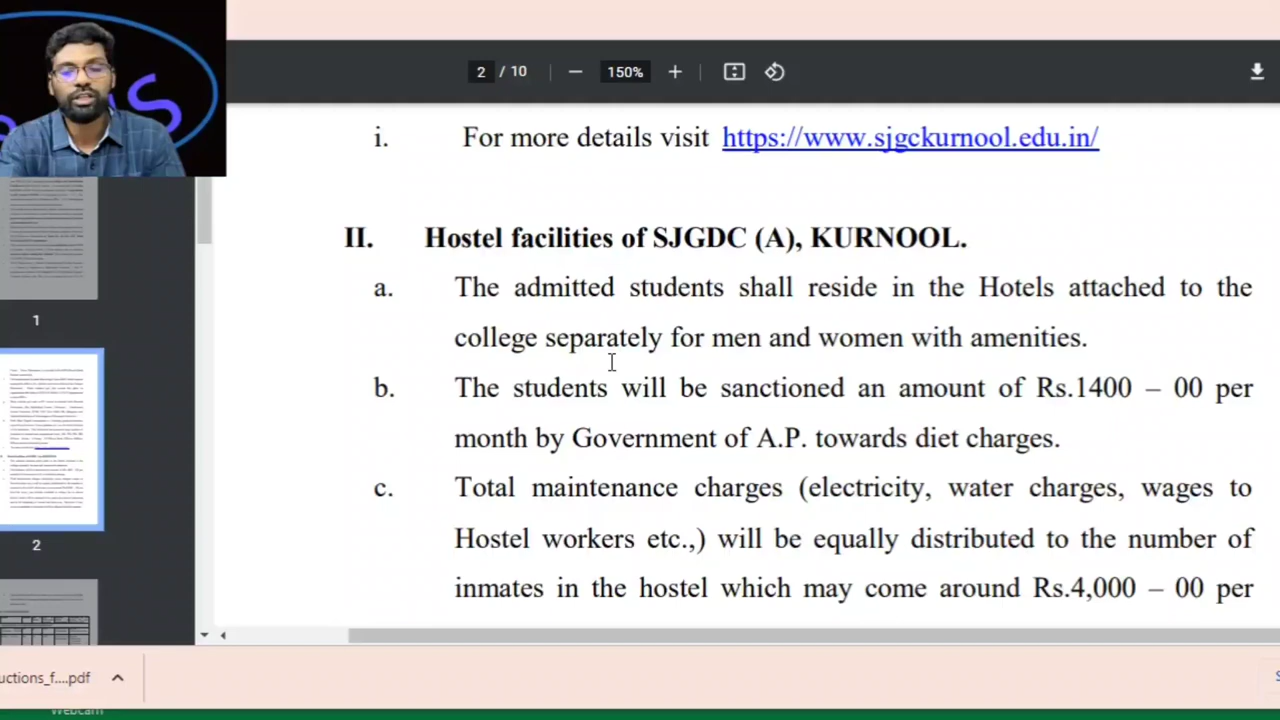 2 / 10
150%
i. For more details visit https://www.sjgckurnool.edu.in/
II. Hostel facilities of SJGDC (A), KURNOOL.
a. The admitted students shall reside in the Hotels attached to the
college separately for men and women with amenities.
b. The students will be sanctioned an amount of Rs.1400 – 00 per
month by Government of A.P. towards diet charges.
c. Total maintenance charges (electricity, water charges, wages to
Hostel workers etc.,) will be equally distributed to the number of
inmates in the hostel which may come around Rs.4,000 – 00 per
1
2
uctions_f....pdf
S
Webcam